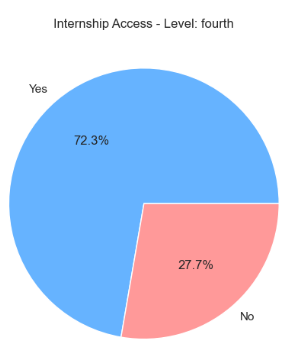 Internship Access - Level: fourth
Yes
72.3%
27.7%
No